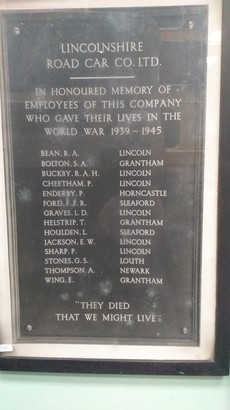 LINCOLNSHIRE
ROAD CAR CO. LTD.
IN HONOURED MEMORY OF
EMPLOYEES OF THIS COMPANY
WHO GAVE THEIR LIVES IN THE
WORLD WAR 1939-1945
BEAN, R. A. LINCOLN
BOLTON, S. A. GRANTHAM
BUCKBY, R. A. H. LINCOLN
CHEETHAM, P. LINCOLN
ENDERBY, P. HORNCASTLE
FORD, F. R. SLEAFORD
GRAVES, L. D. LINCOLN
HELSTRIP, T. GRANTHAM
HOULDEN, L. SLEAFORD
JACKSON, E. W. LINCOLN
SHARP, P. LINCOLN
STONES, G. S. LOUTH
THOMPSON, A. NEWARK
WING, E. GRANTHAM
"THEY DIED
THAT WE MIGHT LIVE"